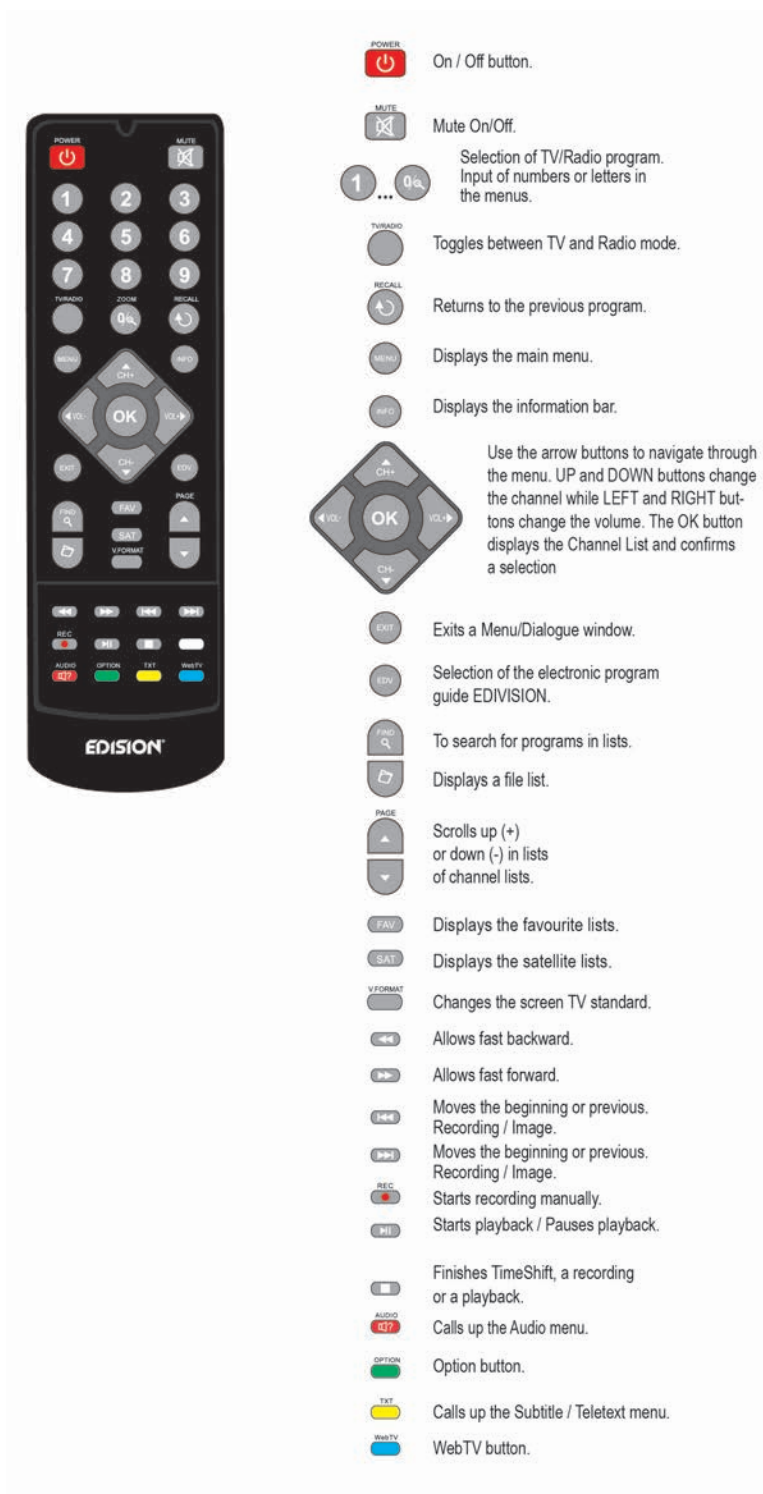 POWER
MUTE
1 2 3
4 5 6
7 8 9
TV/RADIO ZOOM RECALL
0
MENU INFO
CH+
VOL- OK VOL+
CH-
EXIT EDV
FIND FAV PAGE
SAT
V.FORMAT
REC
AUDIO OPTION TXT WebTV
EDISION
POWER
On / Off button.
MUTE
Mute On/Off.
1 ... 0
Selection of TV/Radio program.
Input of numbers or letters in
the menus.
TV/RADIO
Toggles between TV and Radio mode.
RECALL
Returns to the previous program.
MENU
Displays the main menu.
INFO
Displays the information bar.
CH+
VOL- OK VOL+
CH-
Use the arrow buttons to navigate through
the menu. UP and DOWN buttons change
the channel while LEFT and RIGHT but-
tons change the volume. The OK button
displays the Channel List and confirms
a selection
EXIT
Exits a Menu/Dialogue window.
EDV
Selection of the electronic program
guide EDIVISION.
FIND
To search for programs in lists.
Displays a file list.
PAGE
Scrolls up (+)
or down (-) in lists
of channel lists.
FAV
Displays the favourite lists.
SAT
Displays the satellite lists.
V.FORMAT
Changes the screen TV standard.
Allows fast backward.
Allows fast forward.
Moves the beginning or previous.
Recording / Image.
Moves the beginning or previous.
Recording / Image.
REC
Starts recording manually.
Starts playback / Pauses playback.
Finishes TimeShift, a recording
or a playback.
AUDIO
Calls up the Audio menu.
OPTION
Option button.
TXT
Calls up the Subtitle / Teletext menu.
WebTV
WebTV button.